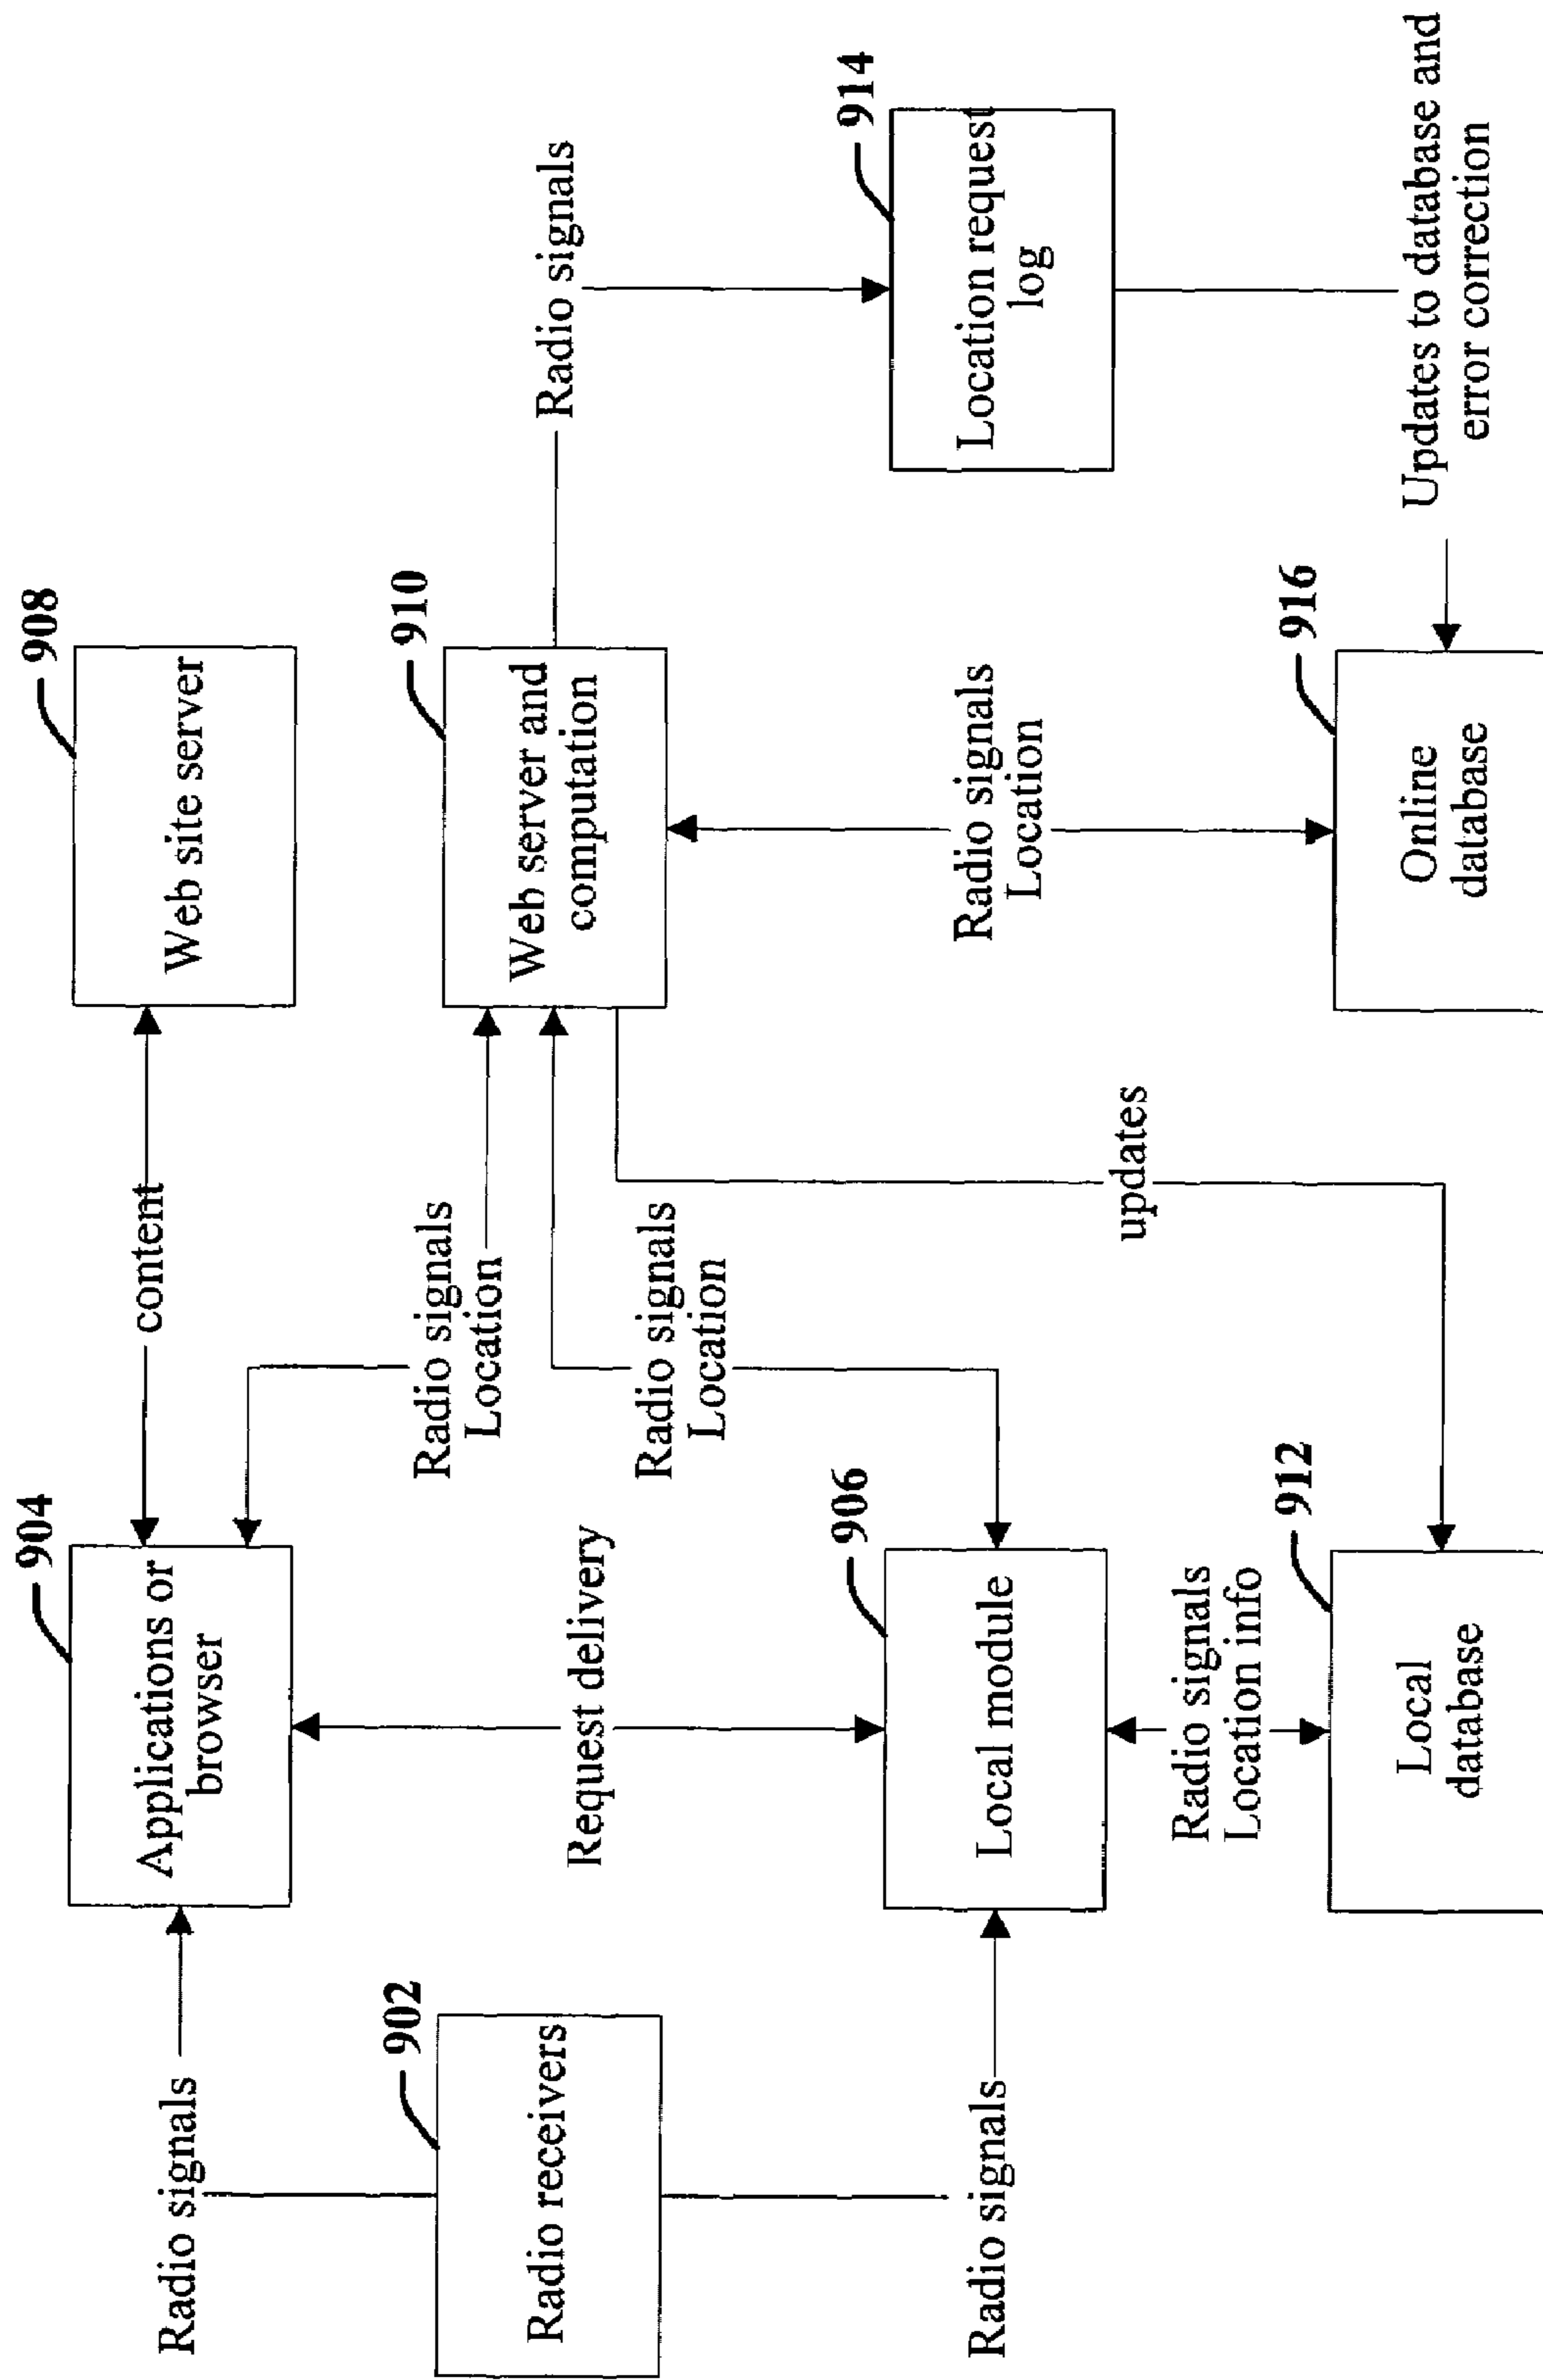 904
Applications or
browser
content
908
Web site server
Radio signals
902
Radio receivers
Radio signals
Request delivery
Radio signals
Location
Radio signals
Location
910
Web server and
computation
Radio signals
906
Local module
Radio signals
Location
914
Location request
log
Radio signals
Location info
updates
912
Local
database
916
Online
database
Updates to database and
error correction